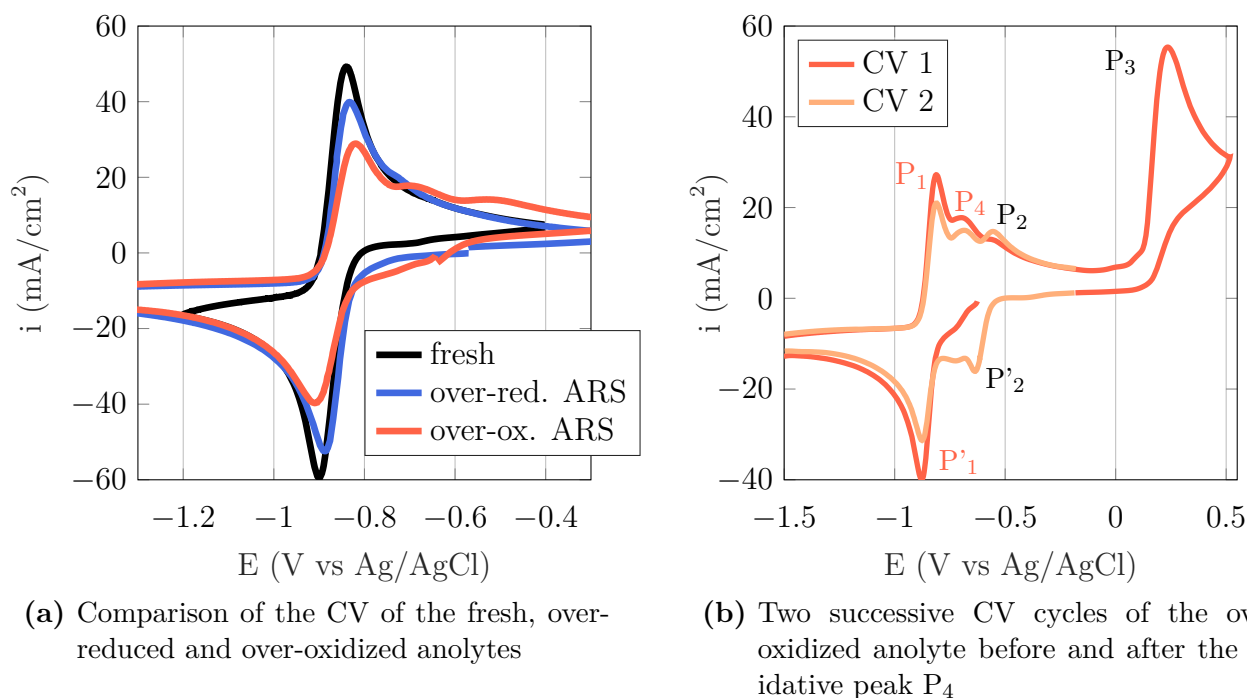 60
40
20
0
−20
−40
−60
−1.2
−1
−0.8
−0.6
−0.4
i (mA/cm²)
E (V vs Ag/AgCl)
fresh
over-red. ARS
over-ox. ARS
(a) Comparison of the CV of the fresh, over-
reduced and over-oxidized anolytes
60
40
20
0
−20
−40
−1.5
−1
−0.5
0
0.5
i (mA/cm²)
E (V vs Ag/AgCl)
CV 1
CV 2
P₁
P₄
P₂
P₃
P'₂
P'₁
(b) Two successive CV cycles of the ov
oxidized anolyte before and after the
idative peak P₄